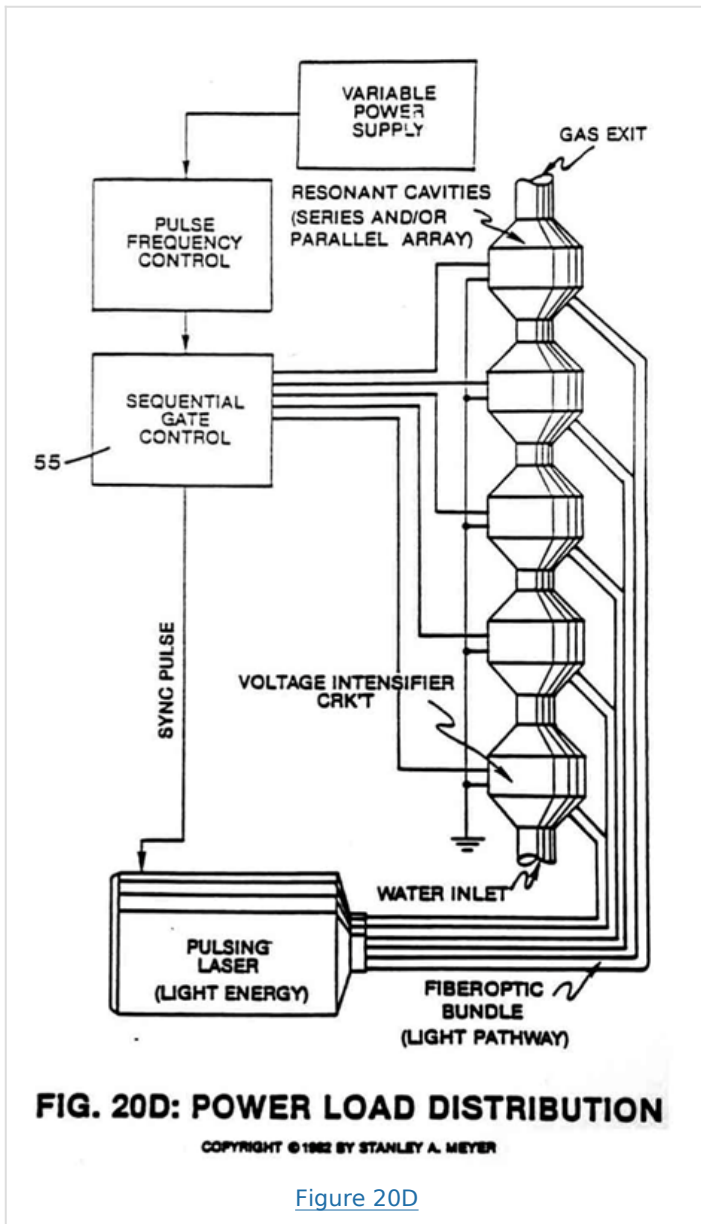 VARIABLE
POWER
SUPPLY
GAS EXIT
RESONANT CAVITIES
(SERIES AND/OR
PARALLEL ARRAY)
PULSE
FREQUENCY
CONTROL
SEQUENTIAL
GATE
CONTROL
55
SYNC PULSE
VOLTAGE INTENSIFIER
CRK'T
WATER INLET
PULSING
LASER
(LIGHT ENERGY)
FIBEROPTIC
BUNDLE
(LIGHT PATHWAY)
FIG. 20D: POWER LOAD DISTRIBUTION
COPYRIGHT © 1982 BY STANLEY A. MEYER
Figure 20D